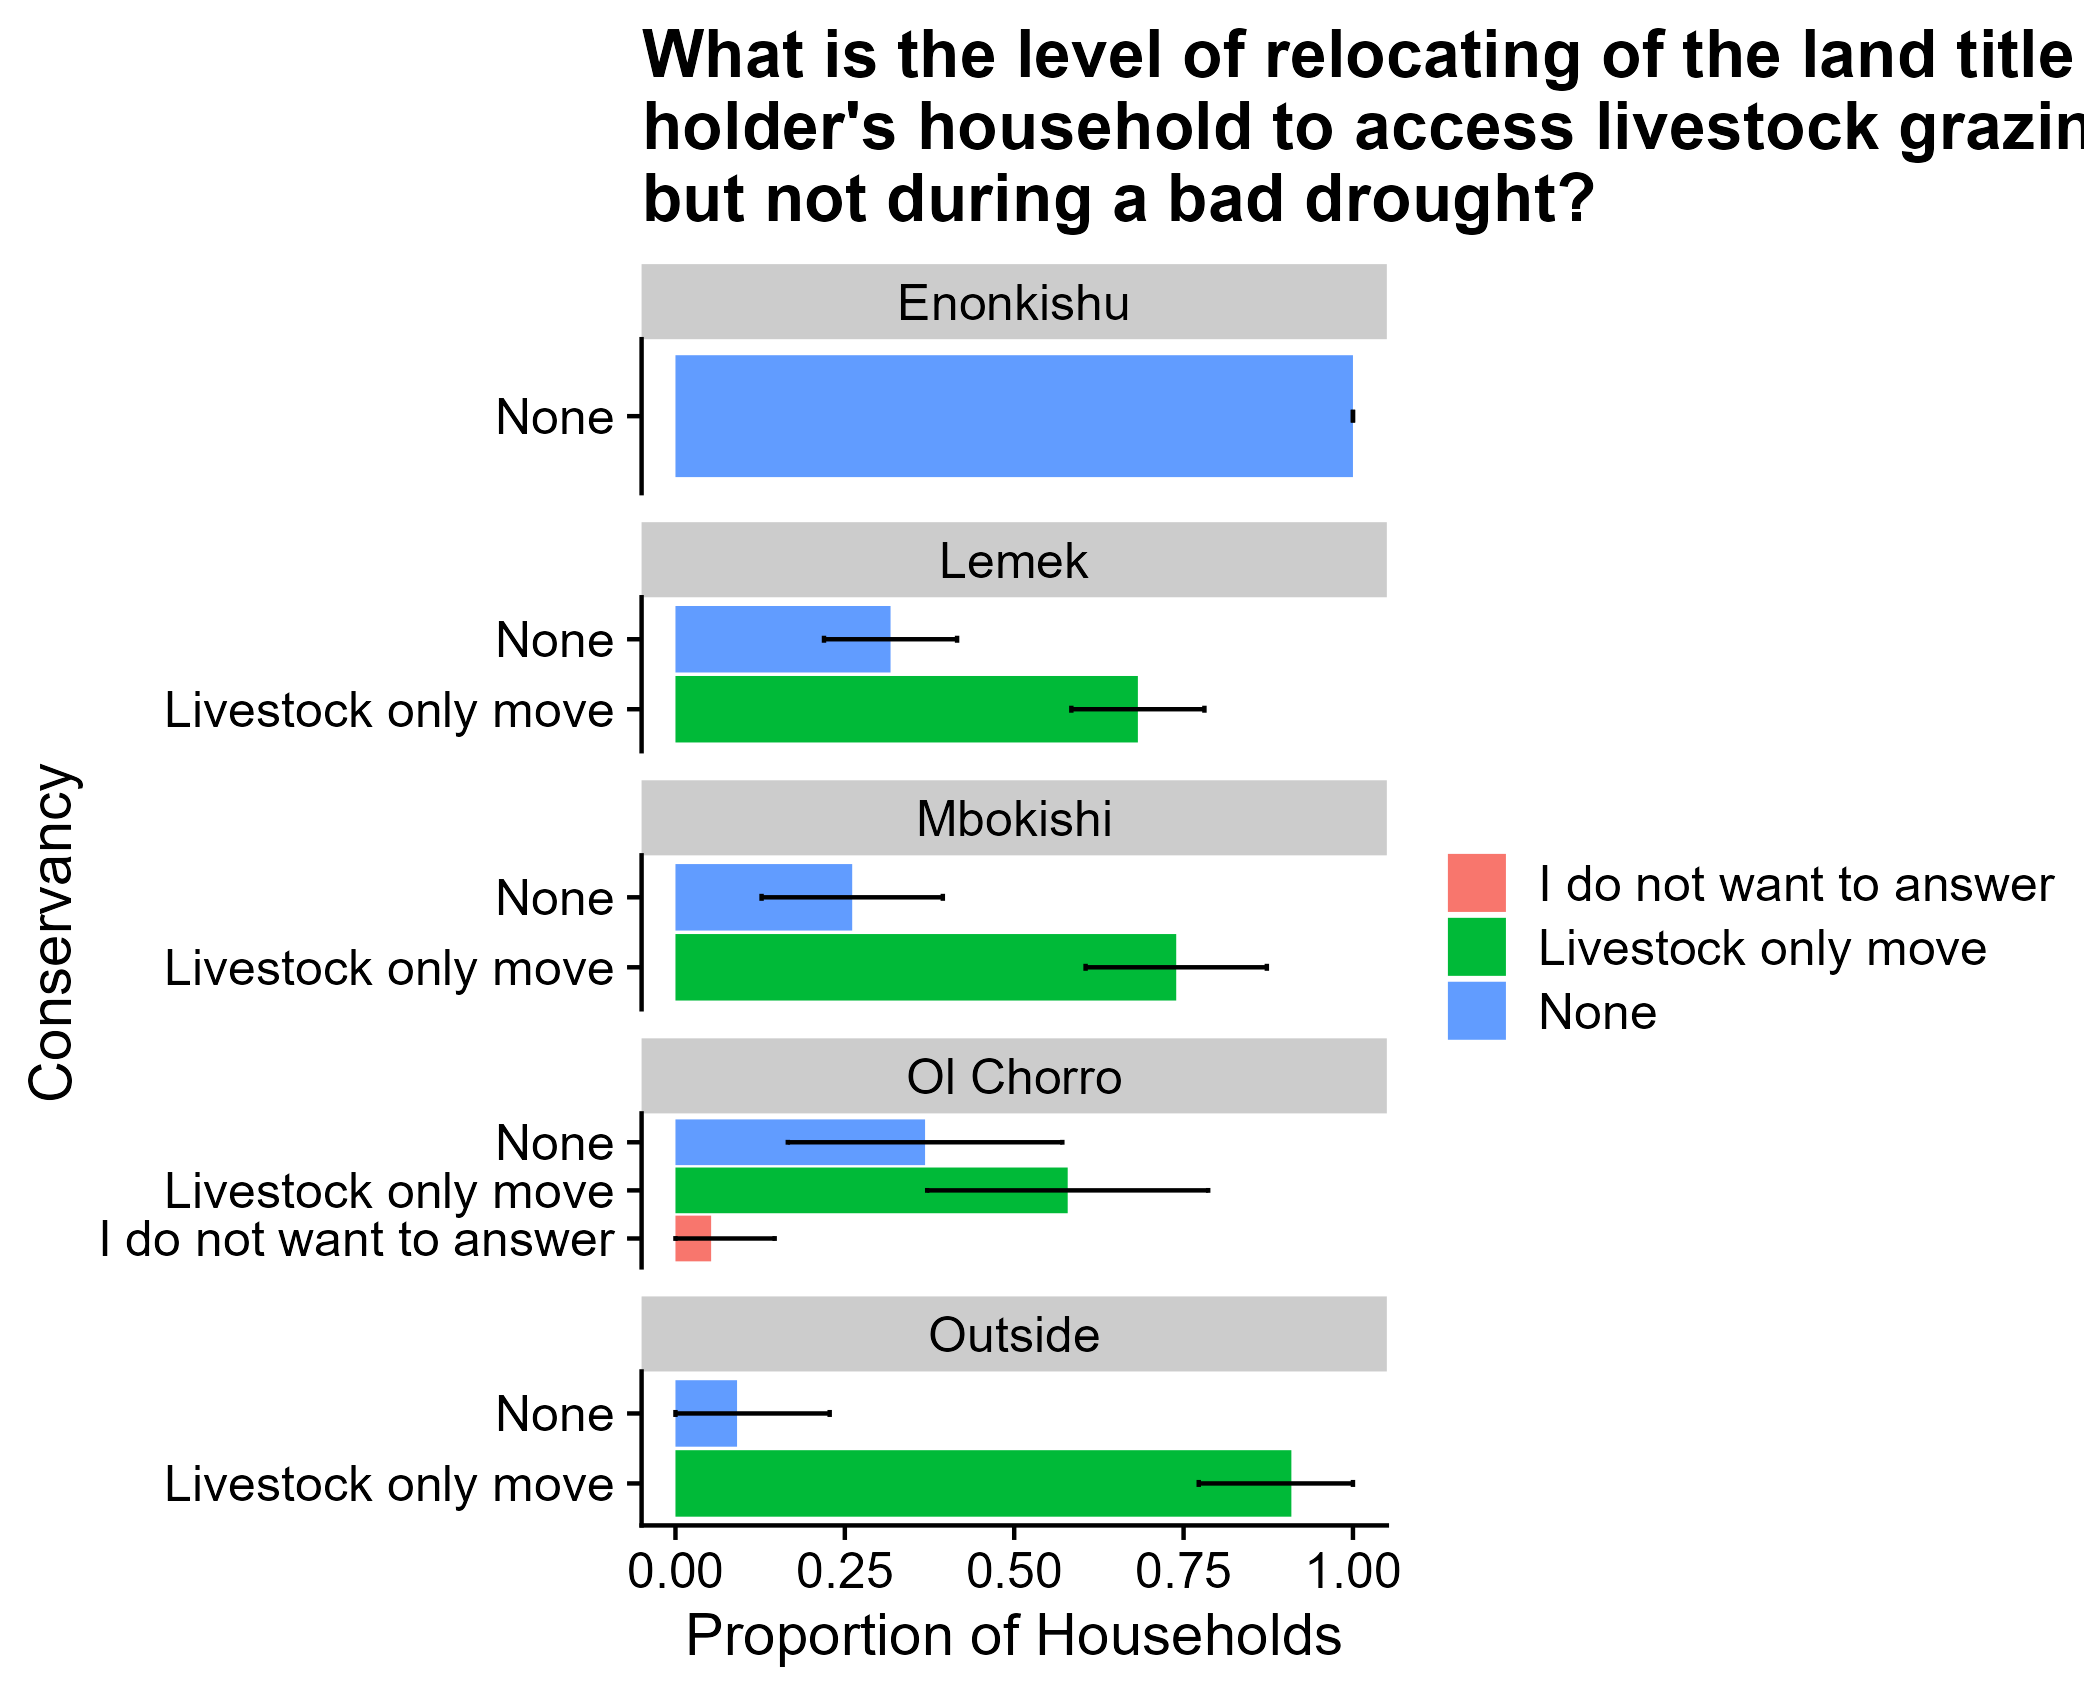 What is the level of relocating of the land title
holder's household to access livestock grazin
but not during a bad drought?
Enonkishu
None
Lemek
None
Livestock only move
Mbokishi
None
Livestock only move
Ol Chorro
None
Livestock only move
I do not want to answer
Outside
None
Livestock only move
0.00 0.25 0.50 0.75 1.00
Proportion of Households
Conservancy
I do not want to answer
Livestock only move
None